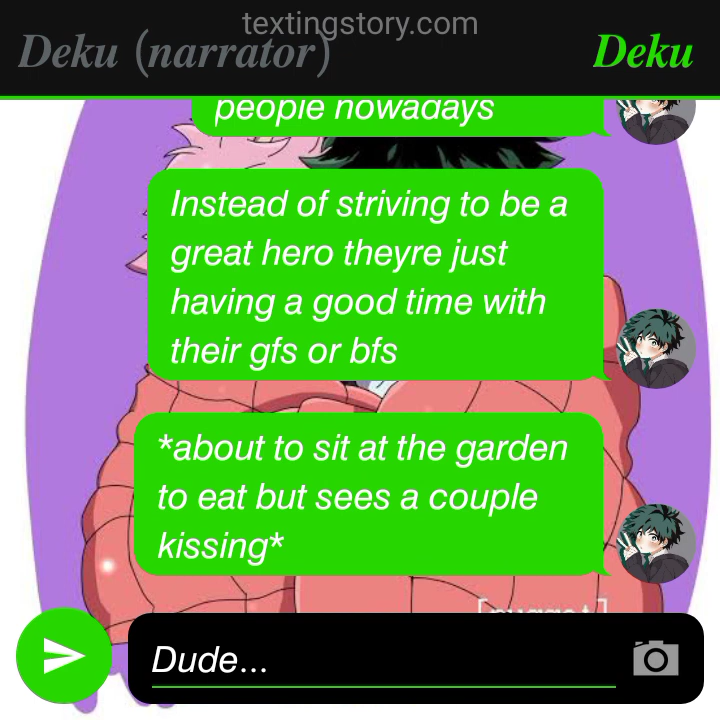 textingstory.com
Deku (narrator)
Deku
people nowadays
Instead of striving to be a
great hero theyre just
having a good time with
their gfs or bfs
*about to sit at the garden
to eat but sees a couple
kissing*
Dude...